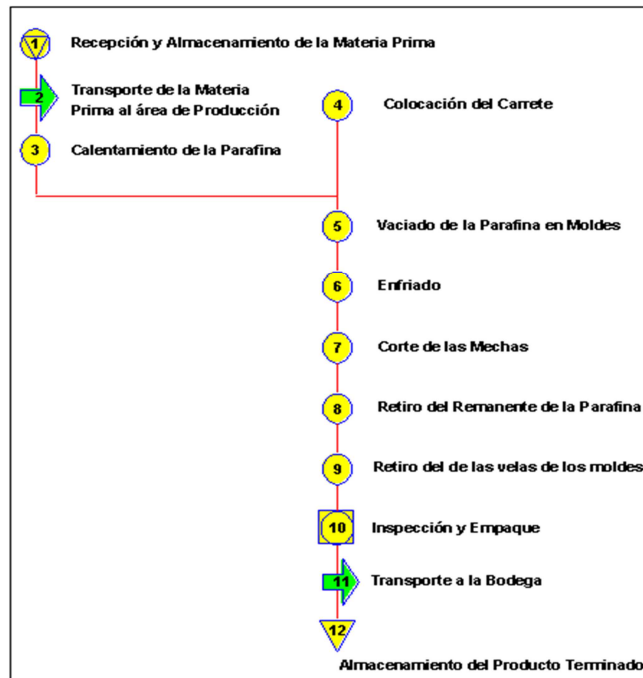 1 Recepción y Almacenamiento de la Materia Prima
2 Transporte de la Materia
Prima al área de Producción
4 Colocación del Carrete
3 Calentamiento de la Parafina
5 Vaciado de la Parafina en Moldes
6 Enfriado
7 Corte de las Mechas
8 Retiro del Remanente de la Parafina
9 Retiro del de las velas de los moldes
10 Inspección y Empaque
11 Transporte a la Bodega
12
Almacenamiento del Producto Terminado